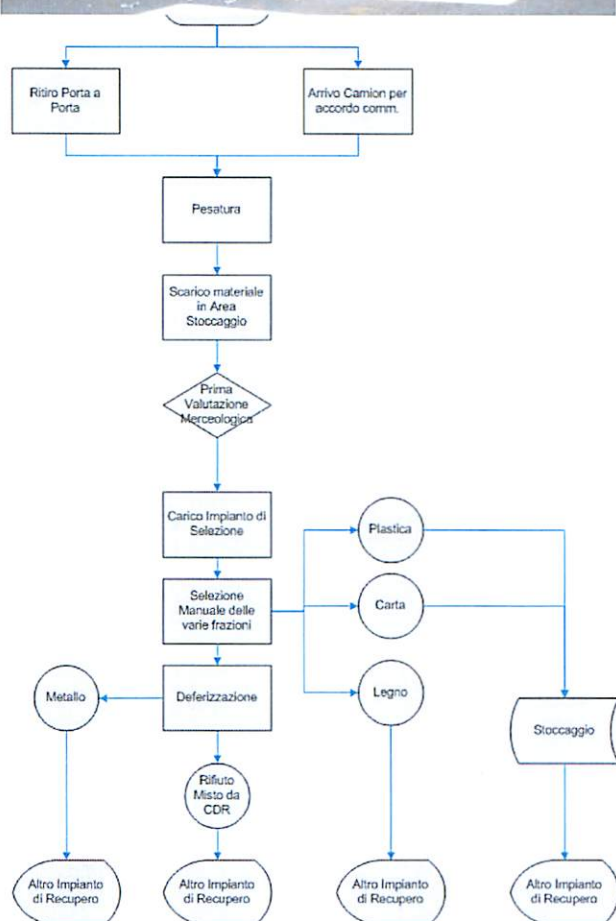 Ritiro Porta a
Porta
Arrivo Camion per
accordo comm.
Pesatura
Scarico materiale
in Area
Stoccaggio
Prima
Valutazione
Merceologica
Carico Impianto di
Selezione
Plastica
Selezione
Manuale delle
varie frazioni
Carta
Metallo
Deferizzazione
Legno
Stoccaggio
Rifiuto
Misto da
CDR
Altro Impianto
di Recupero
Altro Impianto
di Recupero
Altro Impianto
di Recupero
Altro Impianto
di Recupero